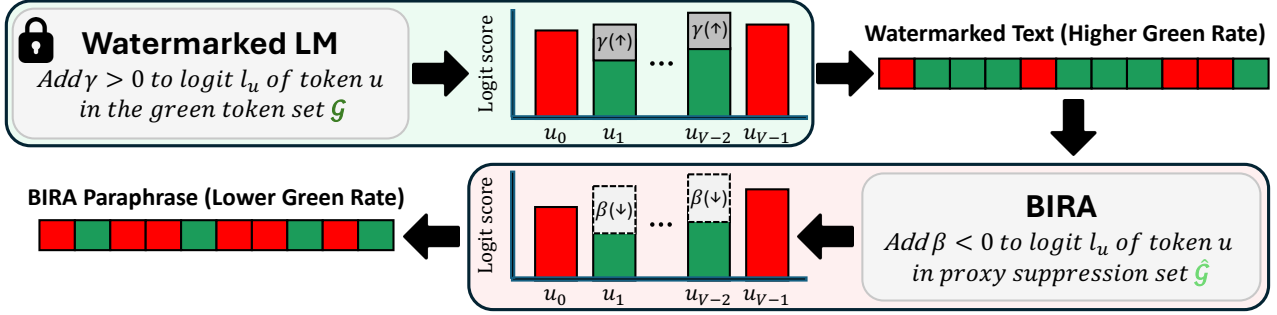 Watermarked LM
Add γ > 0 to logit l_u of token u
in the green token set 𝒢
Logit score
γ(↑)
...
γ(↑)
u_0
u_1
u_{V−2}
u_{V−1}
Watermarked Text (Higher Green Rate)
BIRA Paraphrase (Lower Green Rate)
Logit score
β(↓)
...
β(↓)
u_0
u_1
u_{V−2}
u_{V−1}
BIRA
Add β < 0 to logit l_u of token u
in proxy suppression set 𝒢̂